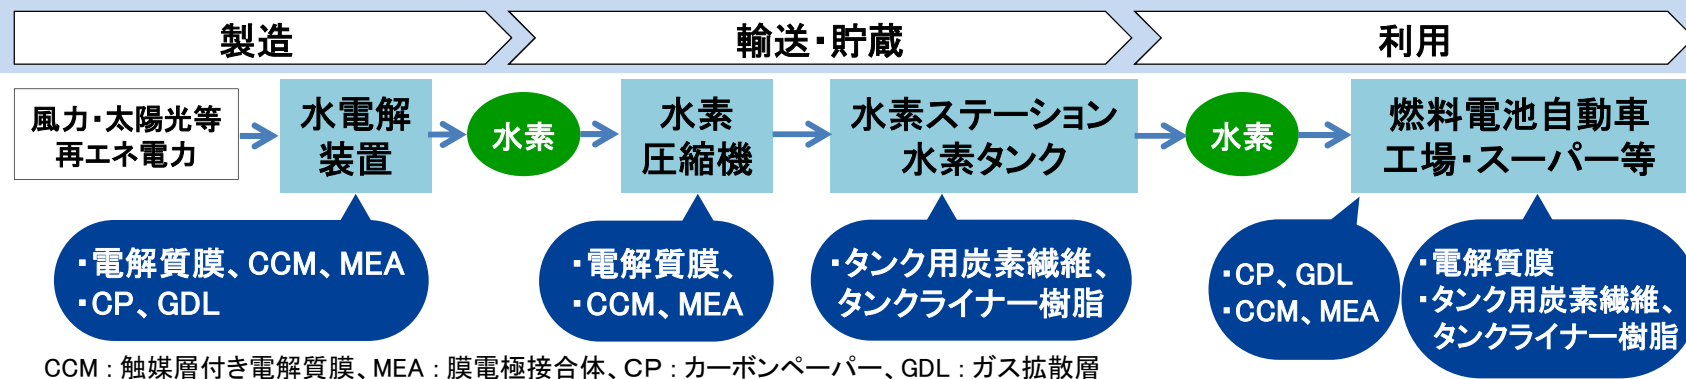 製造
輸送・貯蔵
利用
風力・太陽光等
再エネ電力
水電解
装置
水素
水素
圧縮機
水素ステーション
水素タンク
水素
燃料電池自動車
工場・スーパー等
・電解質膜、CCM、MEA
・CP、GDL
・電解質膜、
・CCM、MEA
・タンク用炭素繊維、
タンクライナー樹脂
・CP、GDL
・CCM、MEA
・電解質膜
・タンク用炭素繊維、
タンクライナー樹脂
CCM：触媒層付き電解質膜、MEA：膜電極接合体、CP：カーボンペーパー、GDL：ガス拡散層